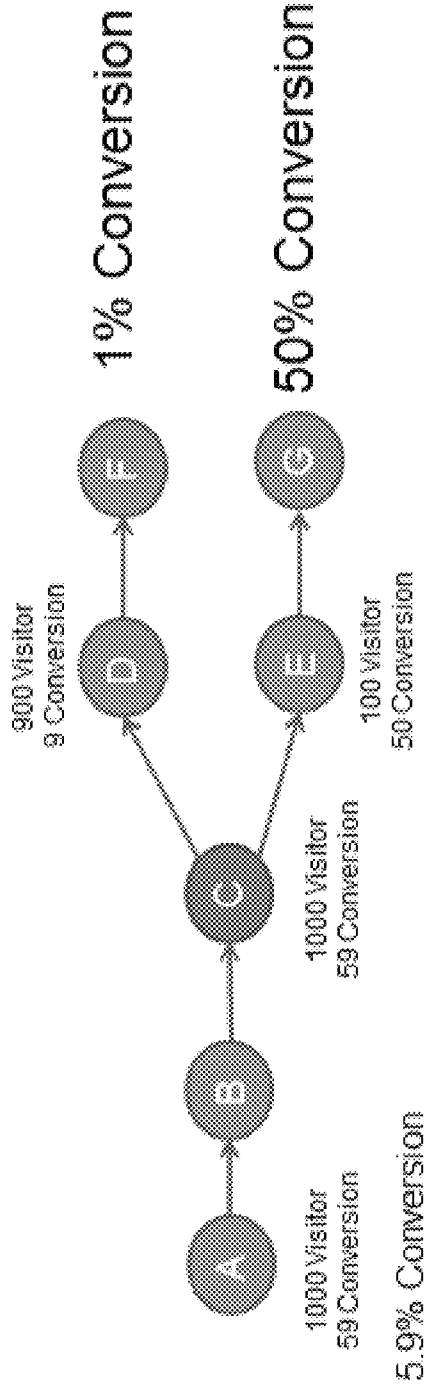 A
1000 Visitor
59 Conversion
5.9% Conversion
B
C
1000 Visitor
59 Conversion
900 Visitor
9 Conversion
D
F
1% Conversion
E
100 Visitor
50 Conversion
G
50% Conversion